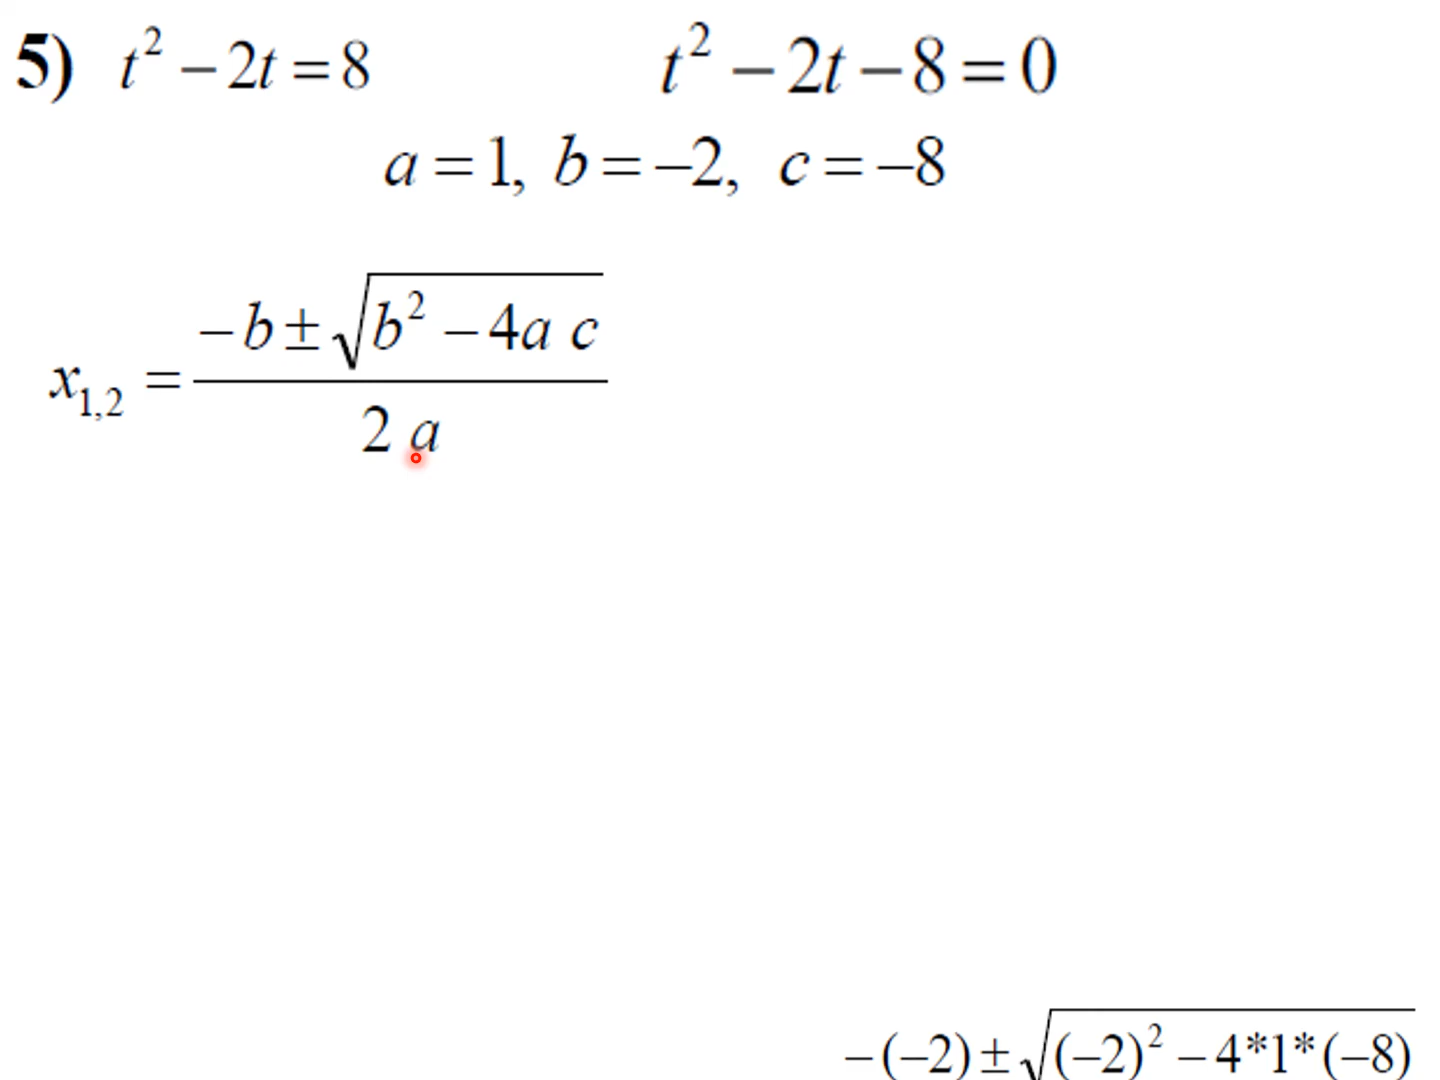 5) t² – 2t = 8 t² – 2t – 8 = 0
a = 1, b = –2, c = –8
x₁,₂ = (–b ± √(b² – 4a c)) / (2 a)
–(–2) ± √((–2)² – 4*1*(–8))